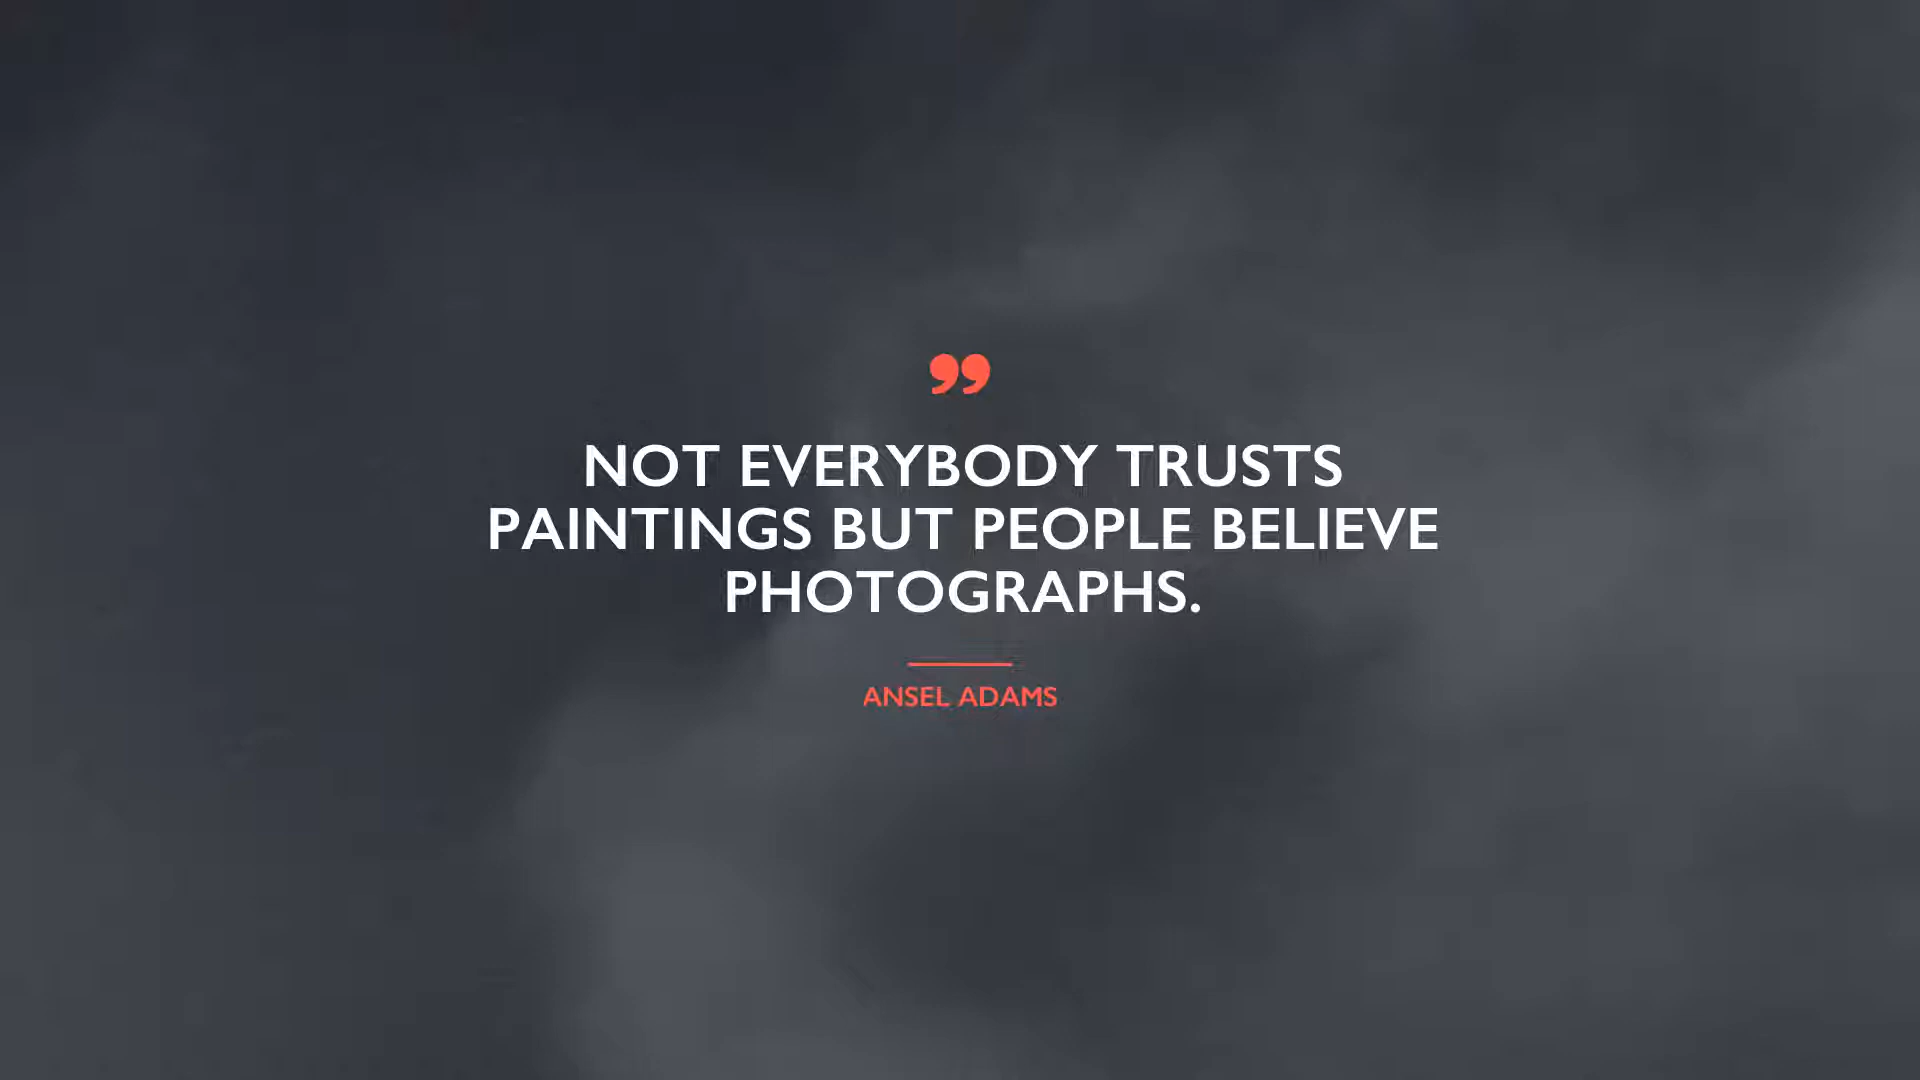 ”
NOT EVERYBODY TRUSTS
PAINTINGS BUT PEOPLE BELIEVE
PHOTOGRAPHS.
ANSEL ADAMS